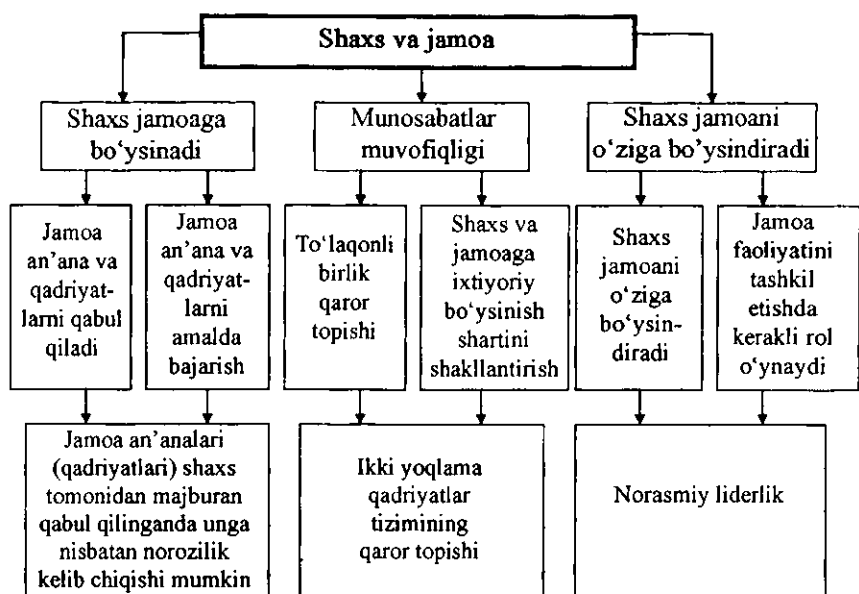 Shaxs va jamoa
Shaxs jamoaga
bo‘ysinadi
Munosabatlar
muvofiqligi
Shaxs jamoani
o‘ziga bo’ysindiradi
Jamoa
an’ana va
qadriyat-
larni qabul
qiladi
Jamoa
an’ana va
qadriyat-
larni
amalda
bajarish
To‘laqonli
birlik
qaror
topishi
Shaxs va
jamoaga
ixtiyoriy
bo‘ysinish
shartini
shakllantirish
Shaxs
jamoani
o‘ziga
bo‘ysin-
diradi
Jamoa
faoliyatini
tashkil
etishda
kerakli rol
o‘ynaydi
Jamoa an’analari
(qadriyatlari) shaxs
tomonidan majburan
qabul qilinganda unga
nisbatan norozilik
kelib chiqishi mumkin
Ikki yoqlama
qadriyatlar
tizimining
qaror topishi
Norasmiy liderlik